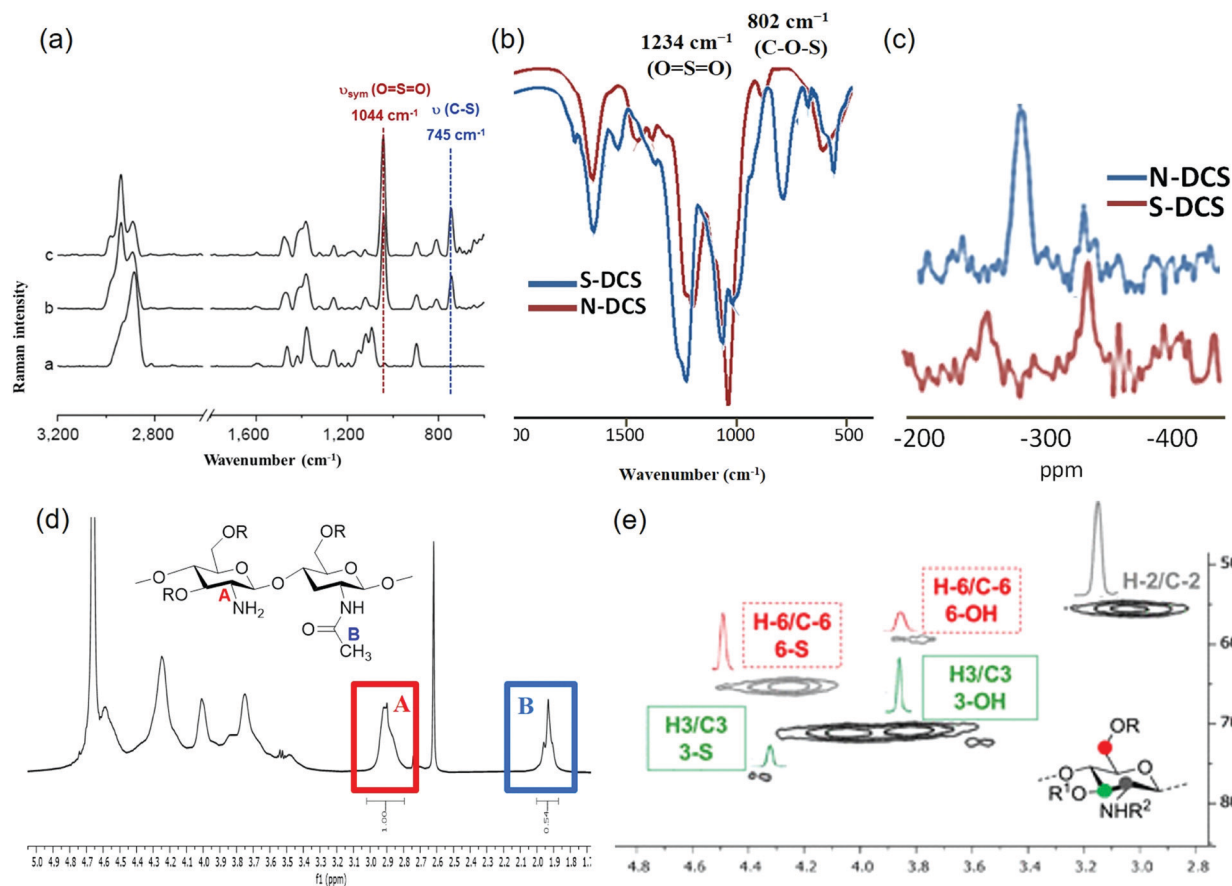 (a)
υsym (O=S=O)
1044 cm⁻¹
υ (C-S)
745 cm⁻¹
Raman intensity
c
b
a
3,200 2,800 1,600 1,200 800
Wavenumber (cm⁻¹)
(b)
1234 cm⁻¹
(O=S=O)
802 cm⁻¹
(C-O-S)
S-DCS
N-DCS
00 1500 1000 500
Wavenumber (cm⁻¹)
(c)
N-DCS
S-DCS
-200 -300 -400
ppm
(d)
OR
OR
O
O
O
O
O
RO
A
NH₂
NH
O
B
CH₃
A
B
1.00
0.54
5.0 4.9 4.8 4.7 4.6 4.5 4.4 4.3 4.2 4.1 4.0 3.9 3.8 3.7 3.6 3.5 3.4 3.3 3.2 3.1 3.0 2.9 2.8 2.7 2.6 2.5 2.4 2.3 2.2 2.1 2.0 1.9 1.8 1.7
f1 (ppm)
(e)
H-2/C-2
H-6/C-6
6-OH
H-6/C-6
6-S
H3/C3
3-OH
H3/C3
3-S
OR
O
O
O
R¹
O
NHR²
50
60
70
80
4.8 4.6 4.4 4.2 4.0 3.8 3.6 3.4 3.2 3.0 2.8